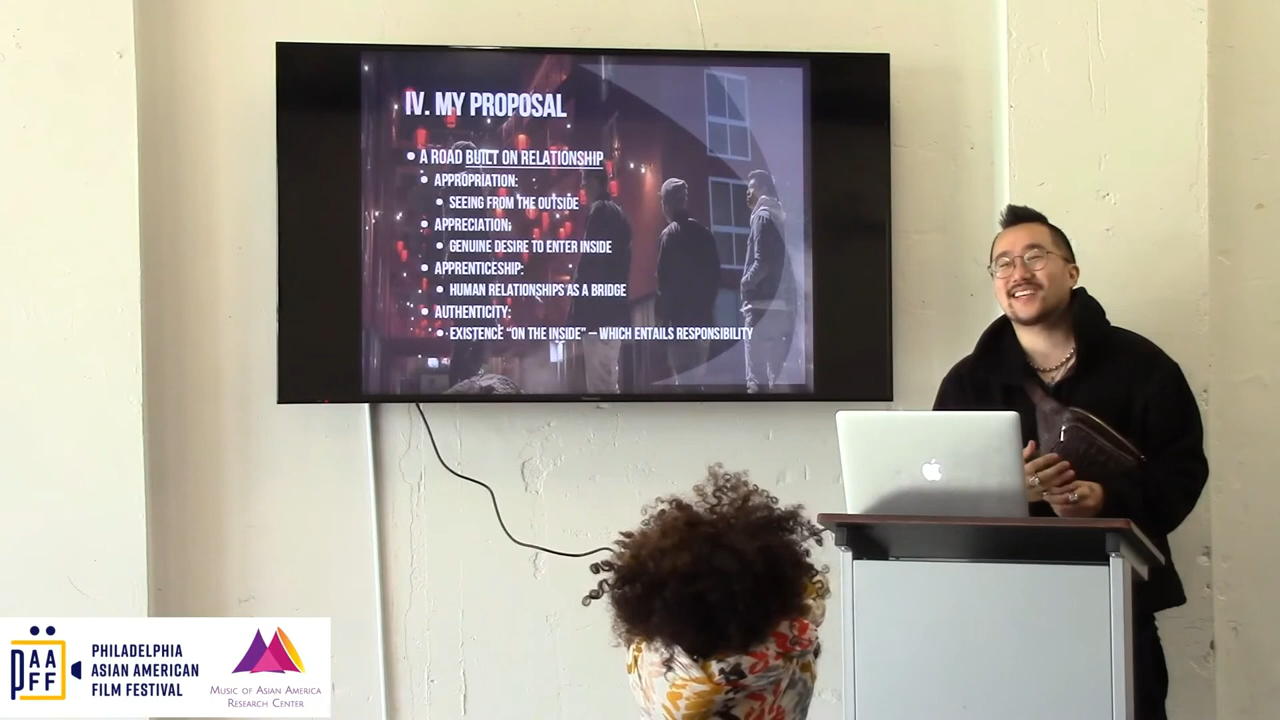 IV. MY PROPOSAL
• A ROAD BUILT ON RELATIONSHIP
• APPROPRIATION:
• SEEING FROM THE OUTSIDE
• APPRECIATION:
• GENUINE DESIRE TO ENTER INSIDE
• APPRENTICESHIP:
• HUMAN RELATIONSHIPS AS A BRIDGE
• AUTHENTICITY:
• EXISTENCE “ON THE INSIDE” – WHICH ENTAILS RESPONSIBILITY
PAAFF
PHILADELPHIA
ASIAN AMERICAN
FILM FESTIVAL
MUSIC OF ASIAN AMERICA
RESEARCH CENTER